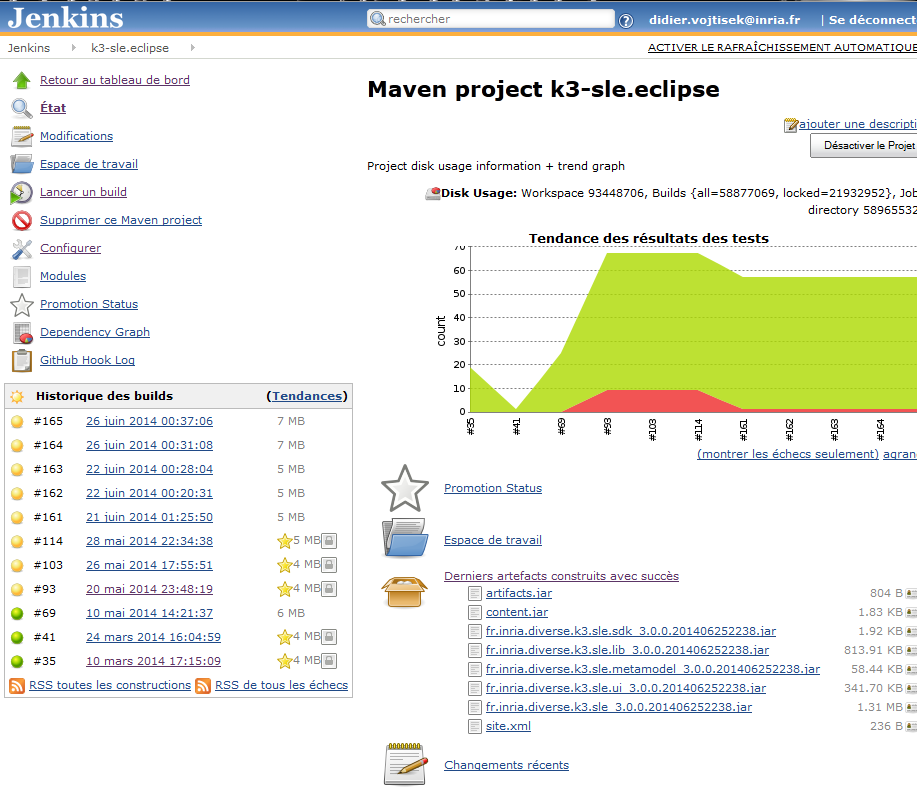 Jenkins
rechercher
didier.vojtisek@inria.fr | Se déconnect
Jenkins k3-sle.eclipse
ACTIVER LE RAFRAÎCHISSEMENT AUTOMATIQUE
Retour au tableau de bord
État
Modifications
Espace de travail
Lancer un build
Supprimer ce Maven project
Configurer
Modules
Promotion Status
Dependency Graph
GitHub Hook Log
Historique des builds (Tendances)
#165 26 juin 2014 00:37:06 7 MB
#164 26 juin 2014 00:31:08 7 MB
#163 22 juin 2014 00:28:04 5 MB
#162 22 juin 2014 00:20:31 5 MB
#161 21 juin 2014 01:25:50 5 MB
#114 28 mai 2014 22:34:38 5 MB
#103 26 mai 2014 17:55:51 4 MB
#93 20 mai 2014 23:48:19 4 MB
#69 10 mai 2014 14:21:37 6 MB
#41 24 mars 2014 16:04:59 4 MB
#35 10 mars 2014 17:15:09 4 MB
RSS toutes les constructions RSS de tous les échecs
Maven project k3-sle.eclipse
ajouter une descripti
Désactiver le Projet
Project disk usage information + trend graph
Disk Usage: Workspace 93448706, Builds {all=58877069, locked=21932952}, Job
directory 58965532
Tendance des résultats des tests
count
70
60
50
40
30
20
10
0
#35 #41 #69 #93 #103 #114 #161 #162 #163 #164
(montrer les échecs seulement) agran
Promotion Status
Espace de travail
Derniers artefacts construits avec succès
artifacts.jar 804 B
content.jar 1.83 KB
fr.inria.diverse.k3.sle.sdk_3.0.0.201406252238.jar 1.92 KB
fr.inria.diverse.k3.sle.lib_3.0.0.201406252238.jar 813.91 KB
fr.inria.diverse.k3.sle.metamodel_3.0.0.201406252238.jar 58.44 KB
fr.inria.diverse.k3.sle.ui_3.0.0.201406252238.jar 341.70 KB
fr.inria.diverse.k3.sle_3.0.0.201406252238.jar 1.31 MB
site.xml 236 B
Changements récents